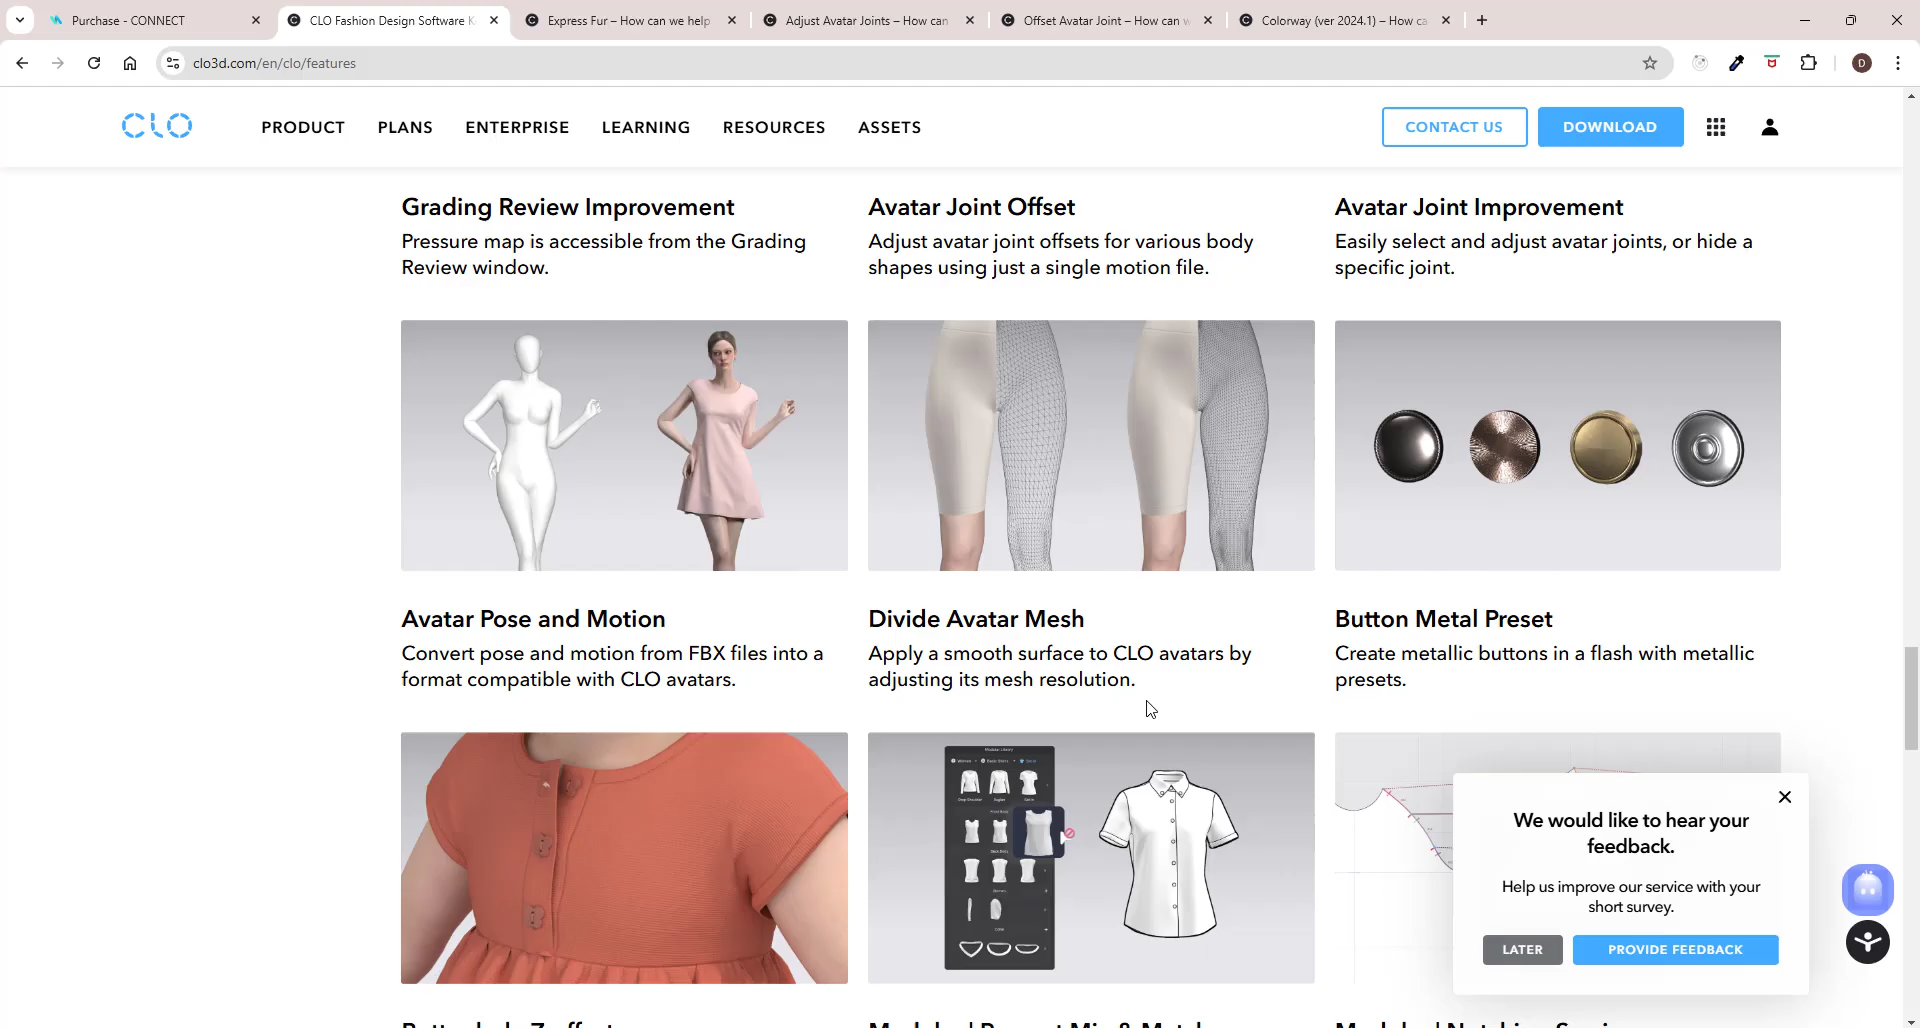 Purchase - CONNECT
CLO Fashion Design Software K
Express Fur – How can we help
Adjust Avatar Joints – How can
Offset Avatar Joint – How can w
Colorway (ver 2024.1) – How ca
clo3d.com/en/clo/features
D
CLO
PRODUCT
PLANS
ENTERPRISE
LEARNING
RESOURCES
ASSETS
CONTACT US
DOWNLOAD
Grading Review Improvement
Pressure map is accessible from the Grading
Review window.
Avatar Joint Offset
Adjust avatar joint offsets for various body
shapes using just a single motion file.
Avatar Joint Improvement
Easily select and adjust avatar joints, or hide a
specific joint.
Avatar Pose and Motion
Convert pose and motion from FBX files into a
format compatible with CLO avatars.
Divide Avatar Mesh
Apply a smooth surface to CLO avatars by
adjusting its mesh resolution.
Button Metal Preset
Create metallic buttons in a flash with metallic
presets.
Modular Library
We would like to hear your
feedback.
Help us improve our service with your
short survey.
LATER
PROVIDE FEEDBACK